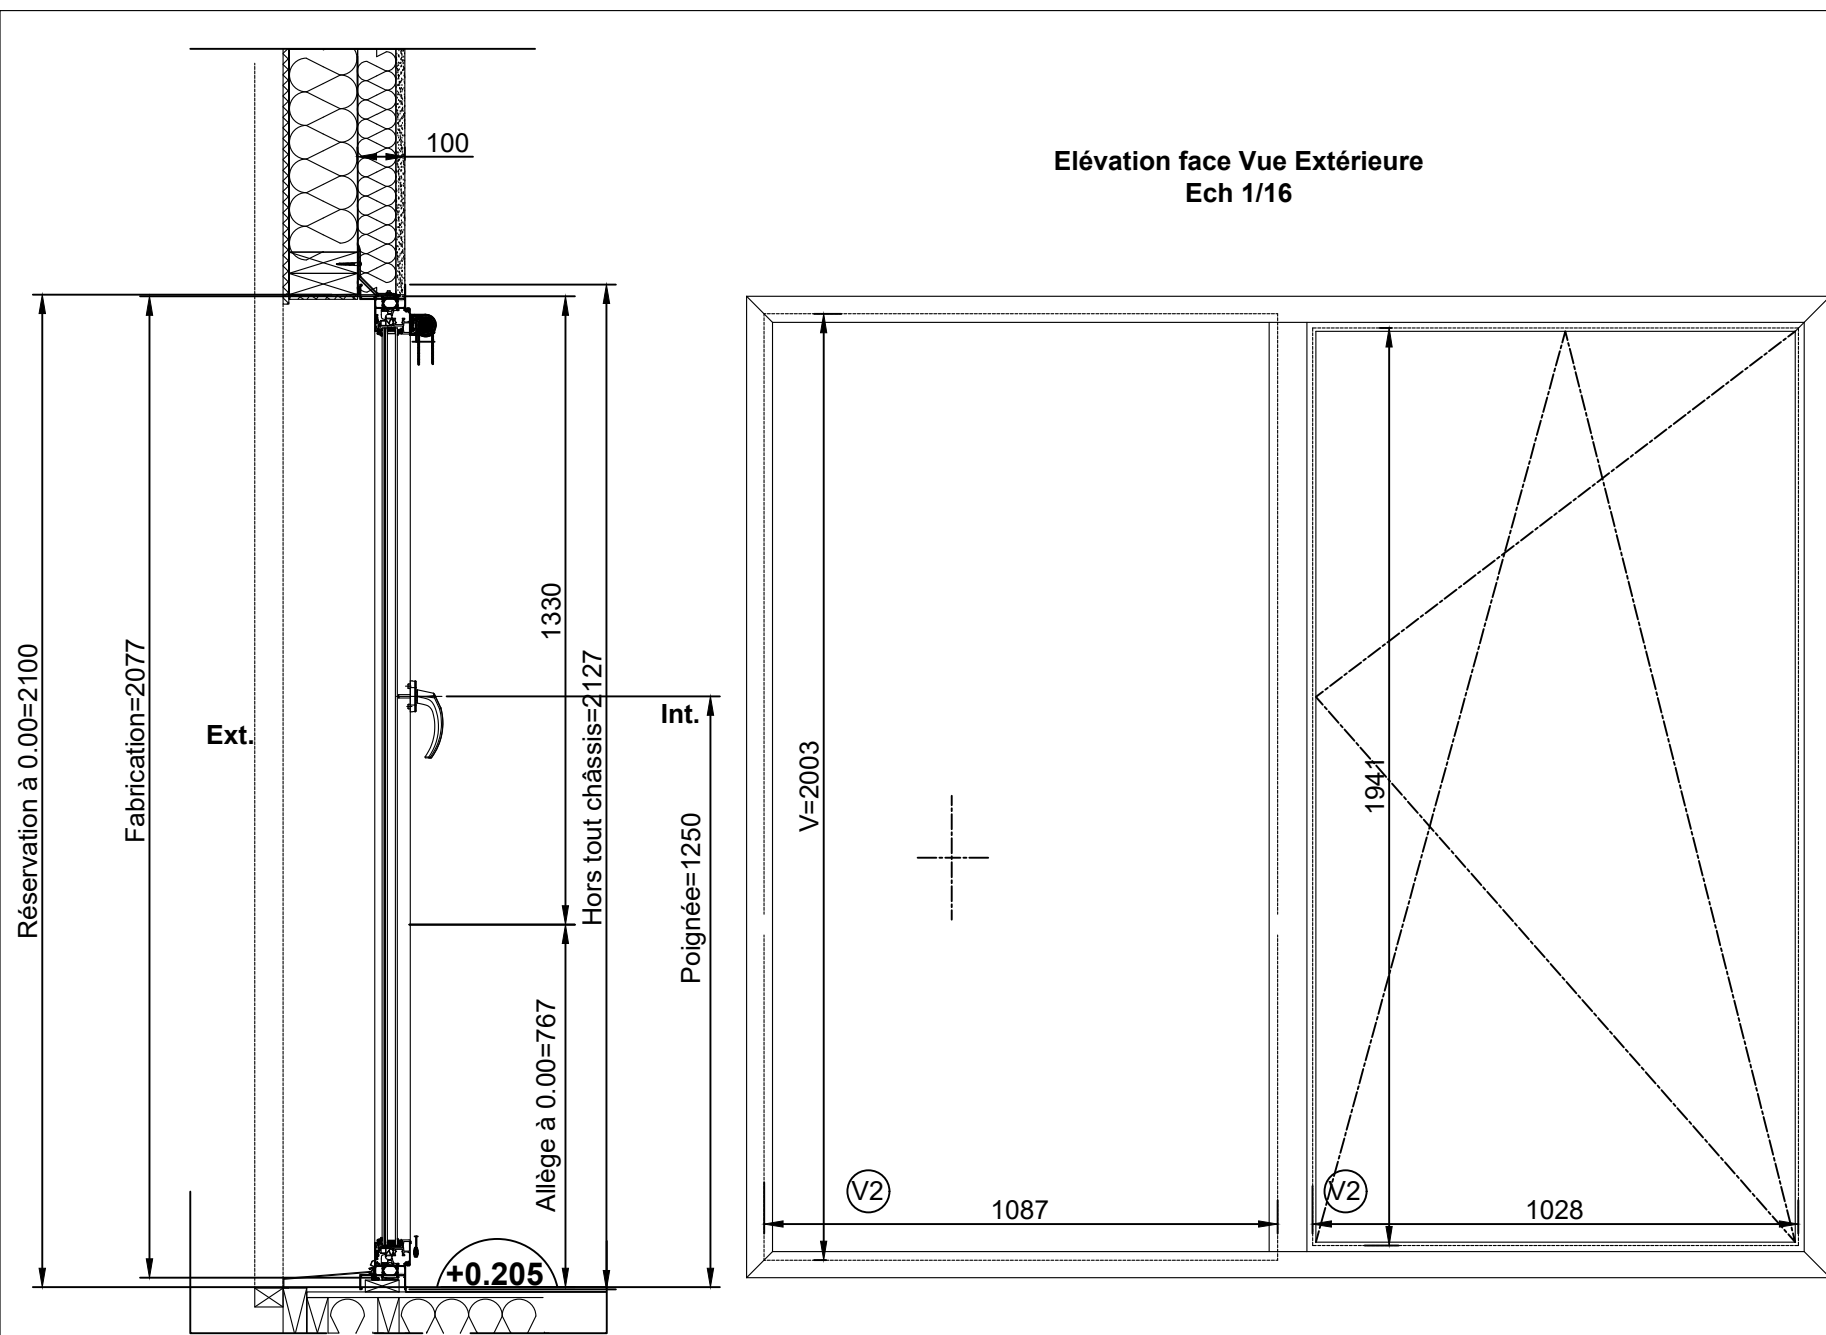 100
Elévation face Vue Extérieure
Ech 1/16
Réservation à 0.00=2100
Fabrication=2077
Ext.
1330
Hors tout châssis=2127
Int.
Poignée=1250
Allège à 0.00=767
+0.205
V=2003
1941
V2
1087
V2
1028